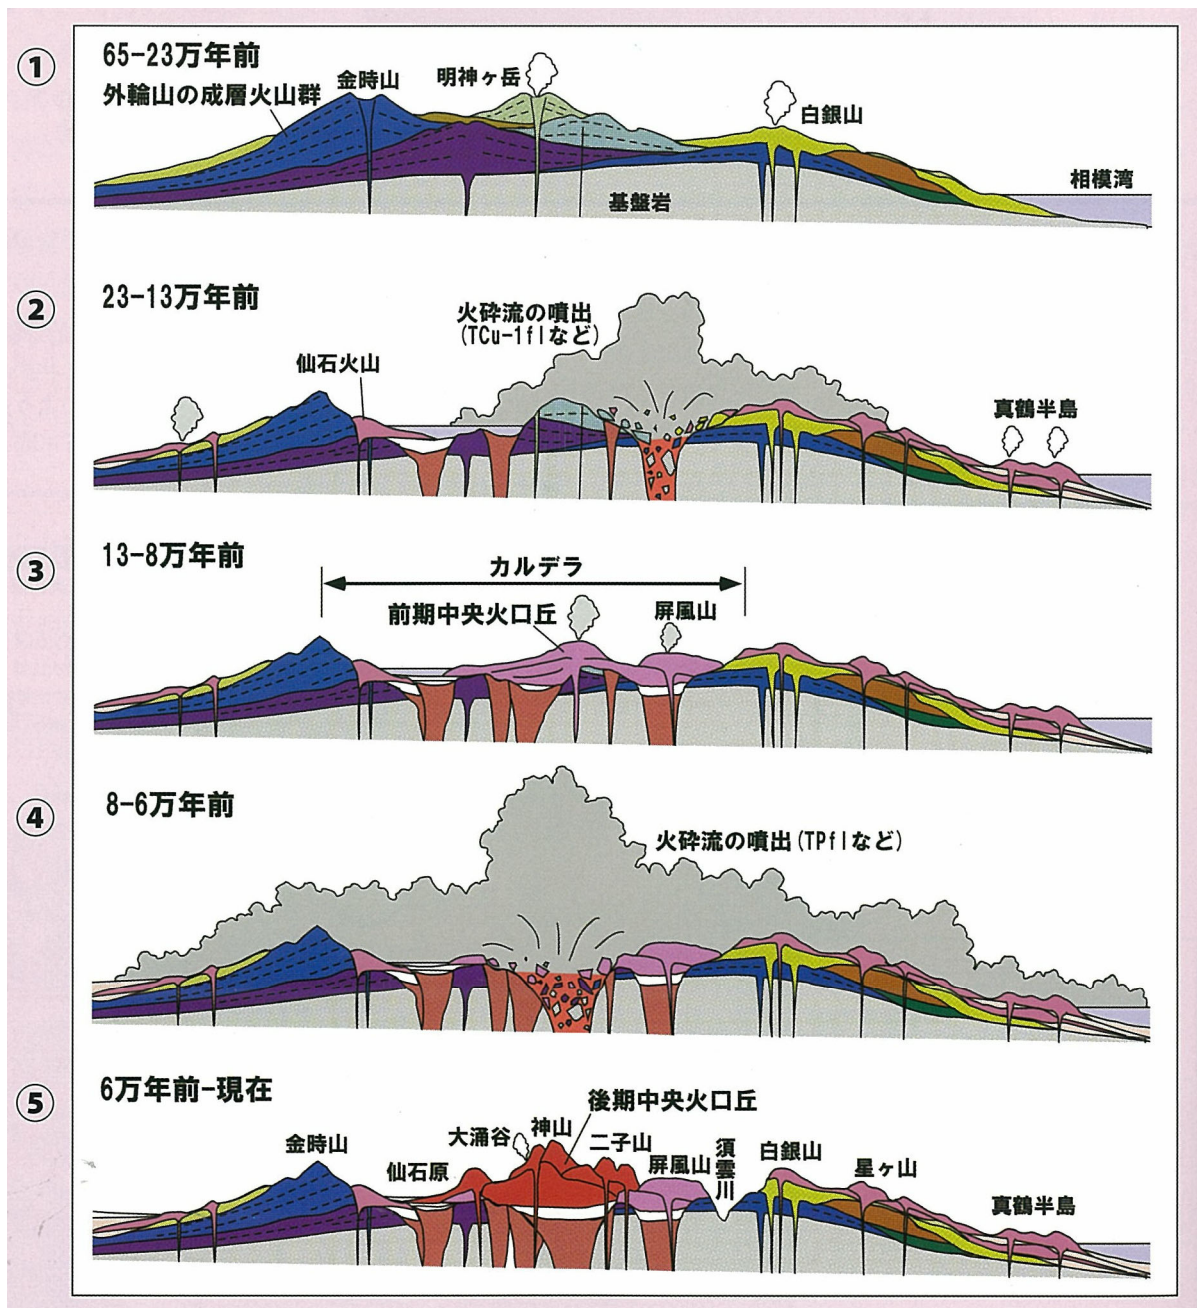 ①
65-23万年前
外輪山の成層火山群
金時山
明神ヶ岳
白銀山
相模湾
基盤岩
②
23-13万年前
火砕流の噴出
(TCu-1flなど)
仙石火山
真鶴半島
③
13-8万年前
カルデラ
前期中央火口丘
屏風山
④
8-6万年前
火砕流の噴出(TPflなど)
⑤
6万年前-現在
後期中央火口丘
金時山
仙石原
大涌谷
神山
二子山
屏風山
須雲川
白銀山
星ヶ山
真鶴半島